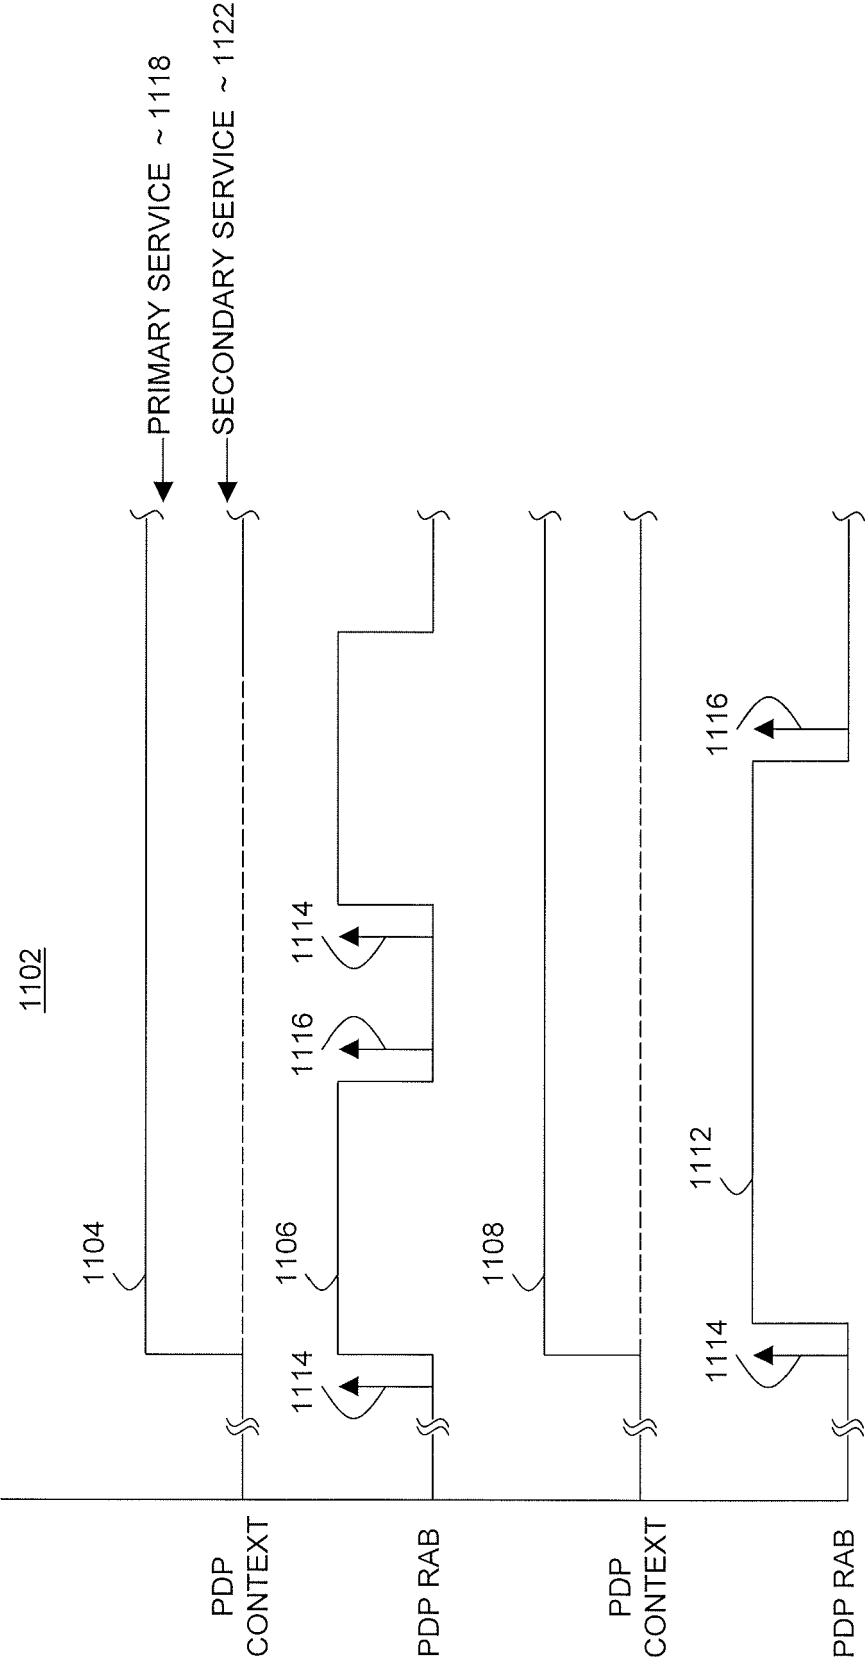 1102
PRIMARY SERVICE ~ 1118
SECONDARY SERVICE ~ 1122
1104
PDP
CONTEXT
1114
1106
1116
1114
PDP RAB
1108
PDP
CONTEXT
1114
1112
1116
PDP RAB